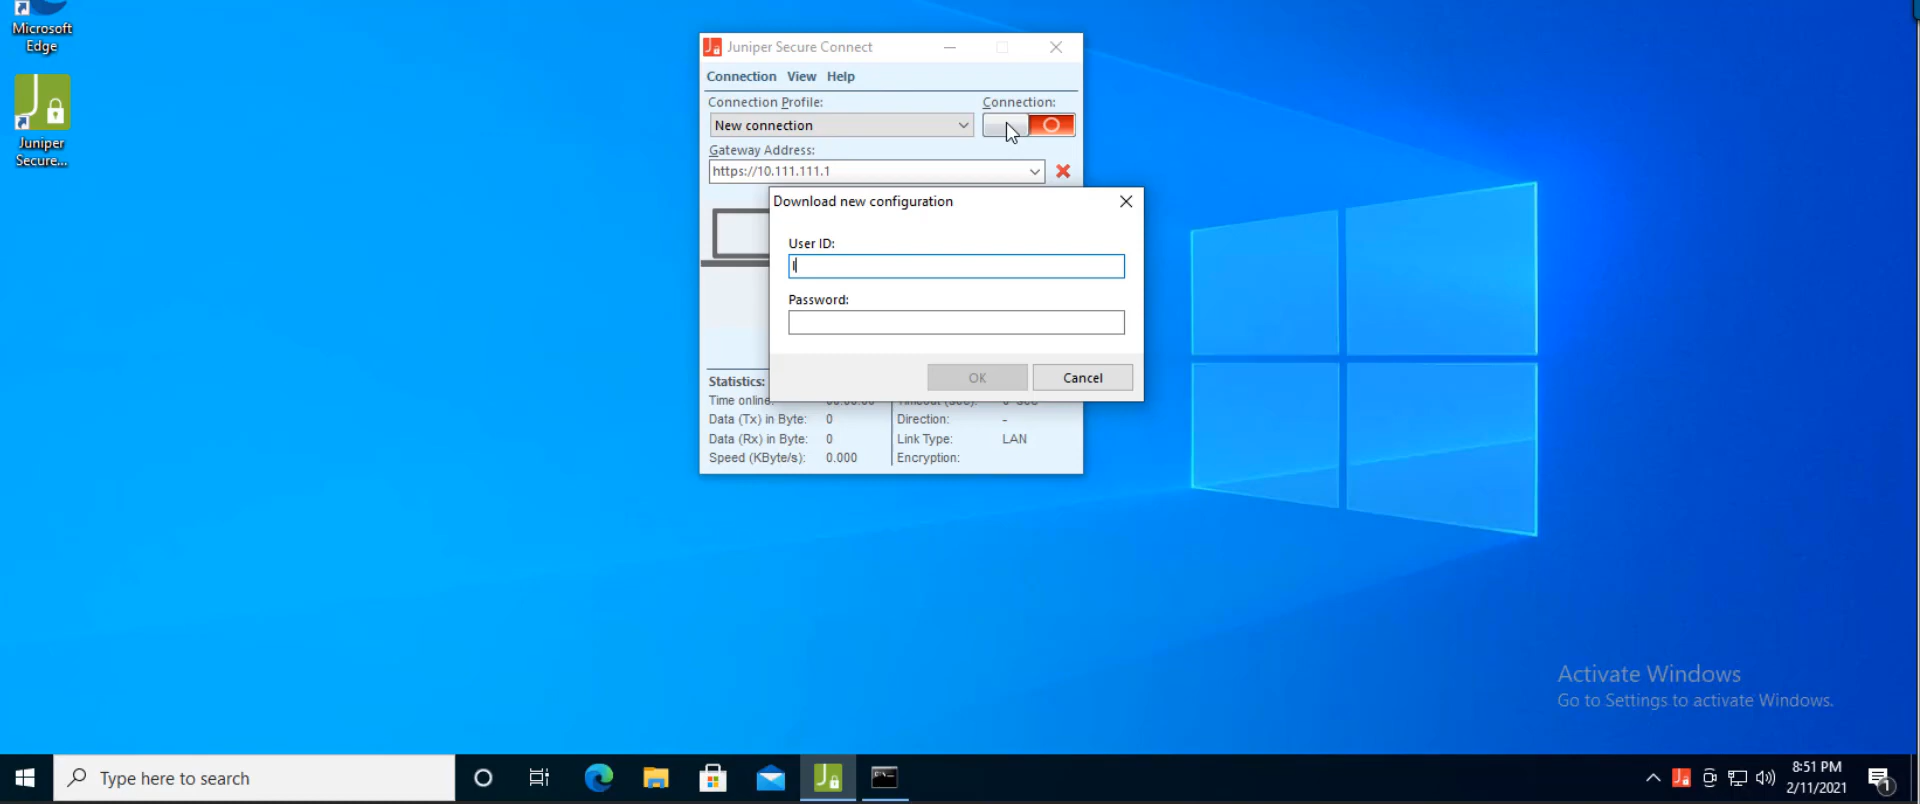 Microsoft
Edge
Juniper
Secure...
Juniper Secure Connect
Connection View Help
Connection Profile:
Connection:
New connection
Gateway Address:
https://10.111.111.1
Download new configuration
User ID:
Password:
OK
Cancel
Statistics:
Time online:
Data (Tx) in Byte: 0
Direction: -
Data (Rx) in Byte: 0
Link Type: LAN
Speed (KByte/s): 0.000
Encryption:
Activate Windows
Go to Settings to activate Windows.
Type here to search
8:51 PM
2/11/2021
1